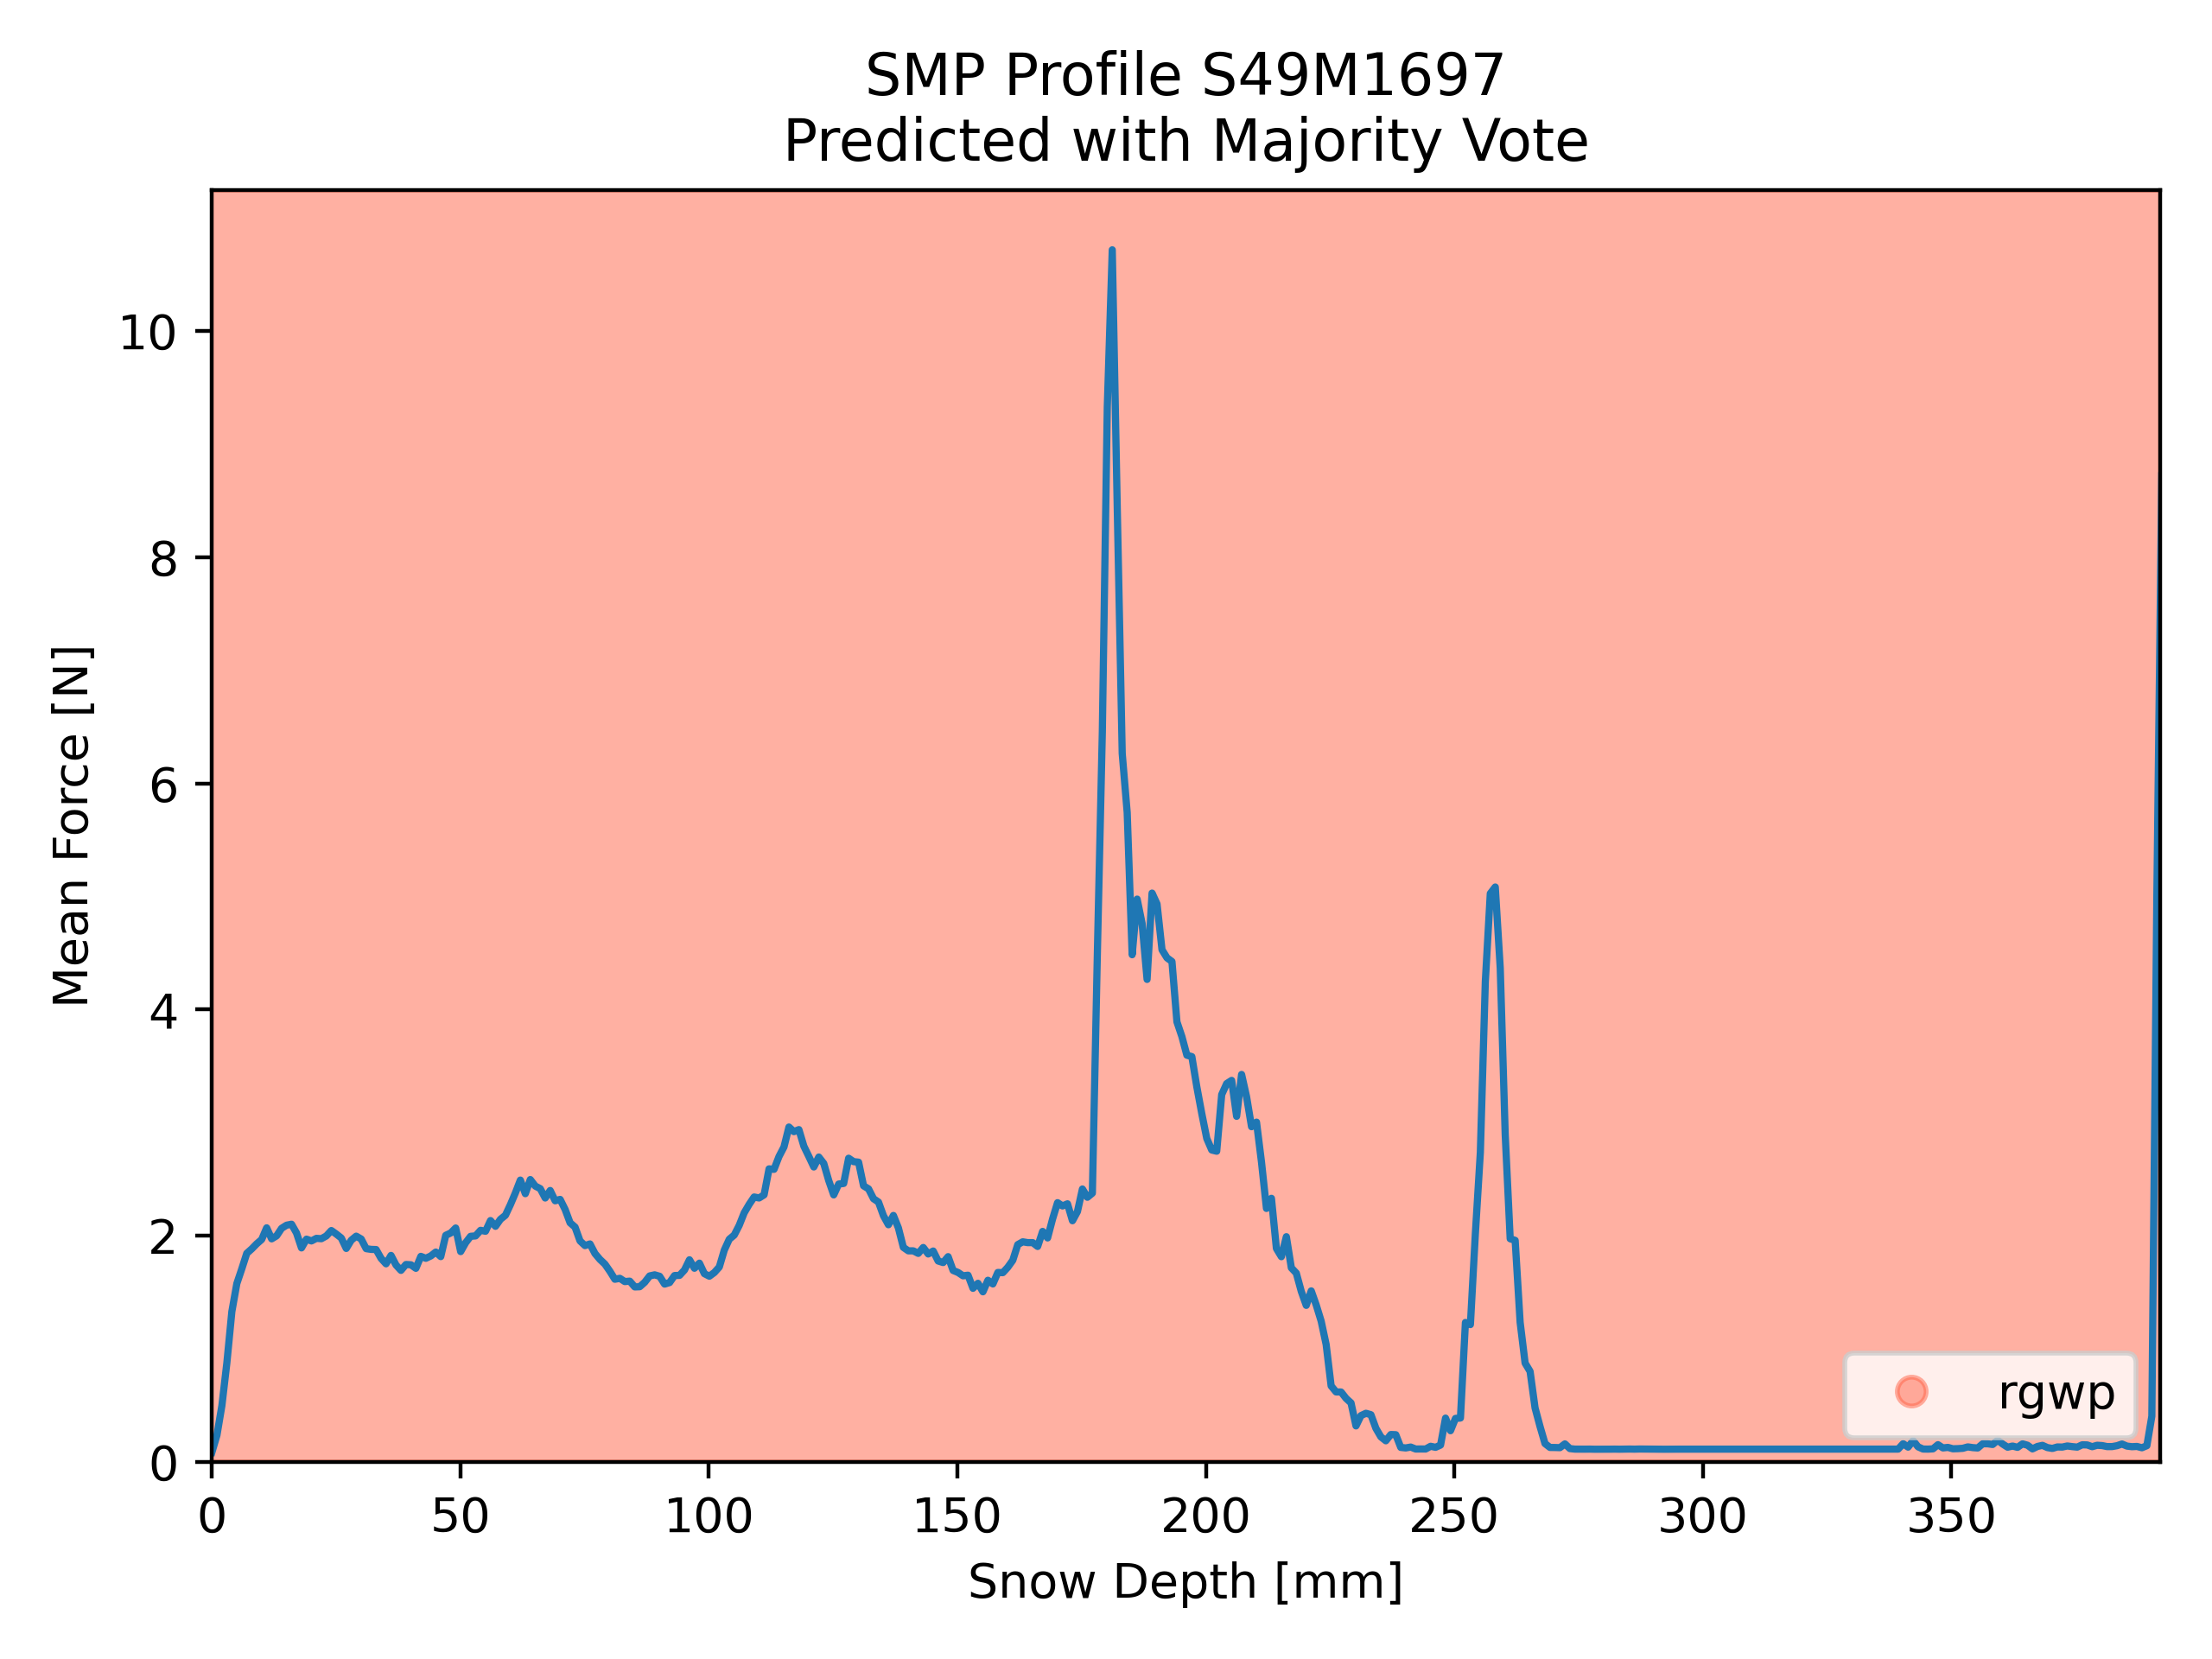 SMP Profile S49M1697
Predicted with Majority Vote
Mean Force [N]
10
8
6
4
2
0
rgwp
0 50 100 150 200 250 300 350
Snow Depth [mm]